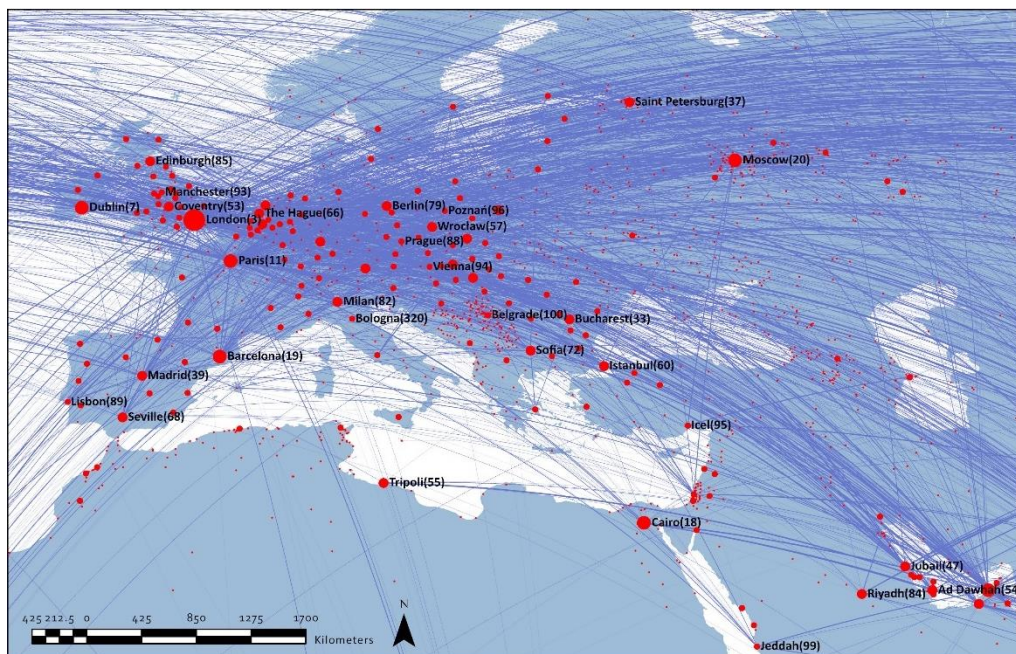 Saint Petersburg(37)
Moscow(20)
Edinburgh(85)
Manchester(93)
Dublin(7)
Coventry(53)
London(3)
The Hague(66)
Berlin(79)
Poznań(96)
Wroclaw(57)
Prague(88)
Paris(11)
Vienna(94)
Milan(82)
Bologna(320)
Belgrade(100)
Bucharest(33)
Barcelona(19)
Sofia(72)
Istanbul(60)
Madrid(39)
Lisbon(89)
Seville(68)
Icel(95)
Tripoli(55)
Cairo(18)
Jubail(47)
Riyadh(84)
Ad Dawhah(54
Jeddah(99)
N
425 212.5 0 425 850 1275 1700
Kilometers